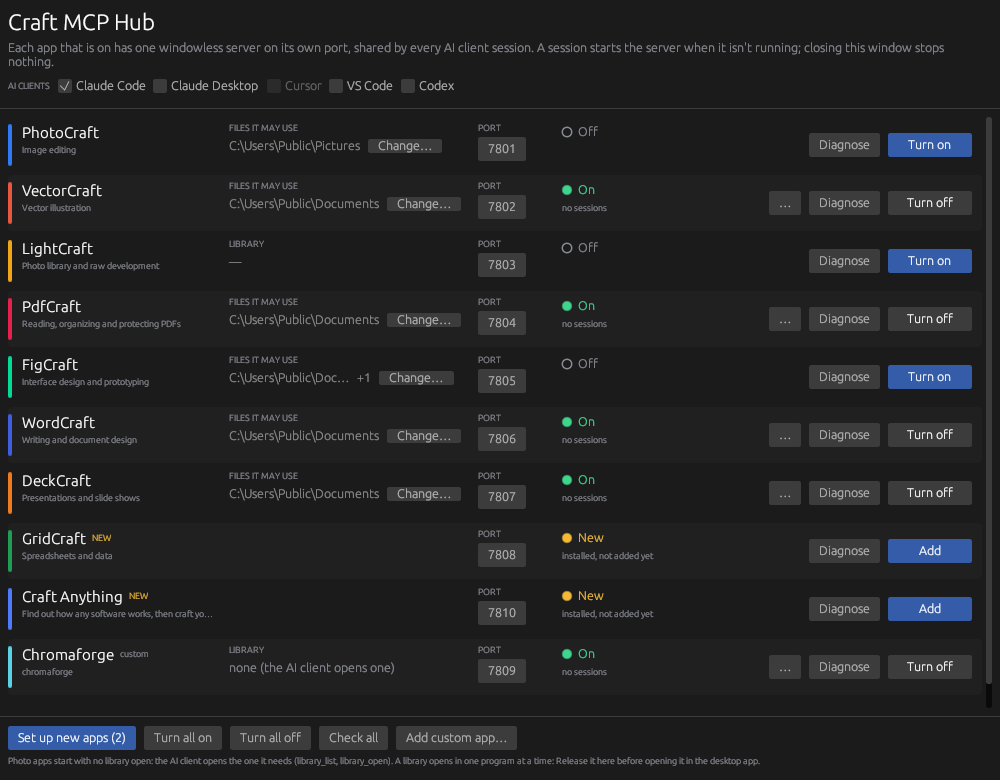 Craft MCP Hub
Each app that is on has one windowless server on its own port, shared by every AI client session. A session starts the server when it isn't running; closing this window stops
nothing.
AI CLIENTS Claude Code Claude Desktop Cursor VS Code Codex
PhotoCraft
Image editing
FILES IT MAY USE
C:\Users\Public\Pictures Change...
PORT
7801
Off
Diagnose Turn on
VectorCraft
Vector illustration
FILES IT MAY USE
C:\Users\Public\Documents Change...
PORT
7802
On
no sessions
... Diagnose Turn off
LightCraft
Photo library and raw development
LIBRARY
—
PORT
7803
Off
Diagnose Turn on
PdfCraft
Reading, organizing and protecting PDFs
FILES IT MAY USE
C:\Users\Public\Documents Change...
PORT
7804
On
no sessions
... Diagnose Turn off
FigCraft
Interface design and prototyping
FILES IT MAY USE
C:\Users\Public\Doc... +1 Change...
PORT
7805
Off
Diagnose Turn on
WordCraft
Writing and document design
FILES IT MAY USE
C:\Users\Public\Documents Change...
PORT
7806
On
no sessions
... Diagnose Turn off
DeckCraft
Presentations and slide shows
FILES IT MAY USE
C:\Users\Public\Documents Change...
PORT
7807
On
no sessions
... Diagnose Turn off
GridCraft NEW
Spreadsheets and data
PORT
7808
New
installed, not added yet
Diagnose Add
Craft Anything NEW
Find out how any software works, then craft yo...
PORT
7810
New
installed, not added yet
Diagnose Add
Chromaforge custom
chromaforge
LIBRARY
none (the AI client opens one)
PORT
7809
On
no sessions
... Diagnose Turn off
Set up new apps (2) Turn all on Turn all off Check all Add custom app...
Photo apps start with no library open: the AI client opens the one it needs (library_list, library_open). A library opens in one program at a time: Release it here before opening it in the desktop app.